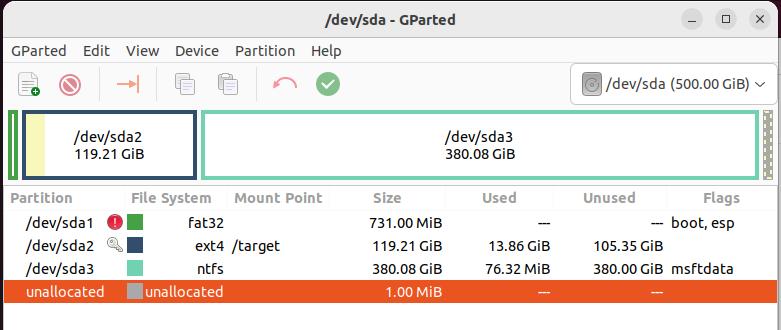 /dev/sda - GParted
GParted Edit View Device Partition Help
/dev/sda (500.00 GiB)
/dev/sda2
119.21 GiB
/dev/sda3
380.08 GiB
Partition File System Mount Point Size Used Unused Flags
/dev/sda1 fat32 731.00 MiB --- --- boot, esp
/dev/sda2 ext4 /target 119.21 GiB 13.86 GiB 105.35 GiB
/dev/sda3 ntfs 380.08 GiB 76.32 MiB 380.00 GiB msftdata
unallocated unallocated 1.00 MiB --- ---